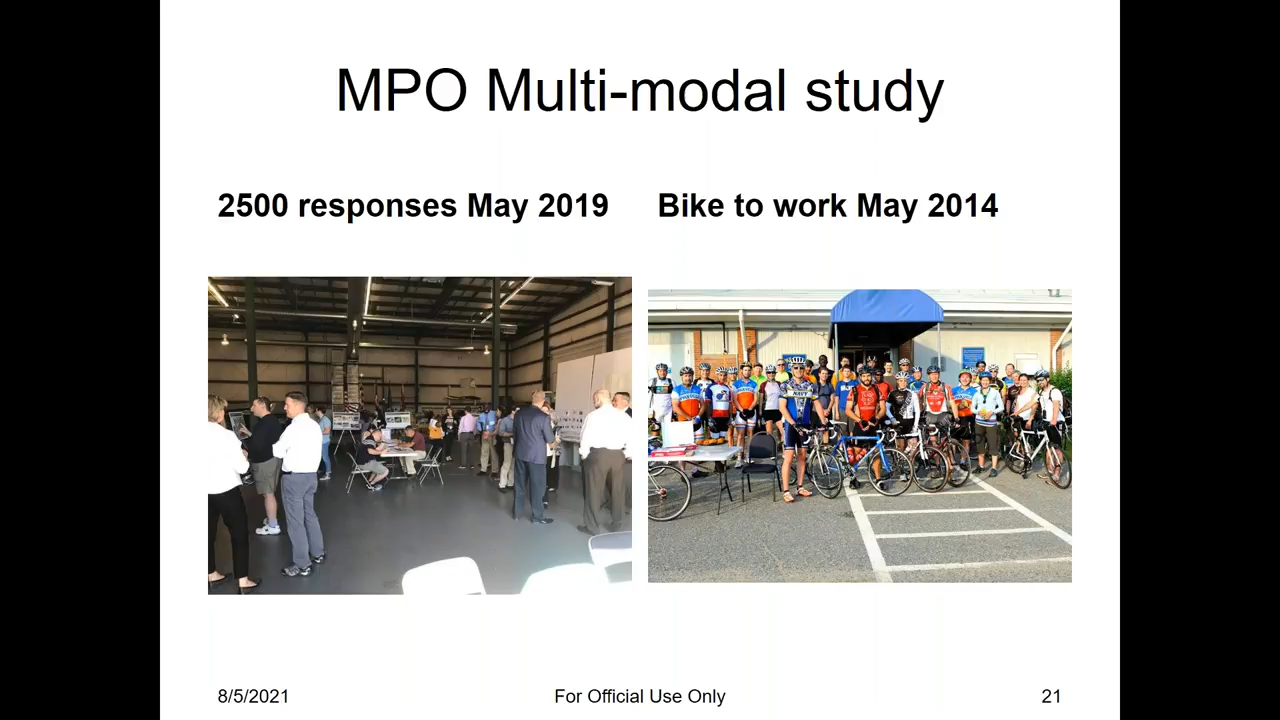 MPO Multi-modal study
2500 responses May 2019
Bike to work May 2014
NAVY
8/5/2021
For Official Use Only
21